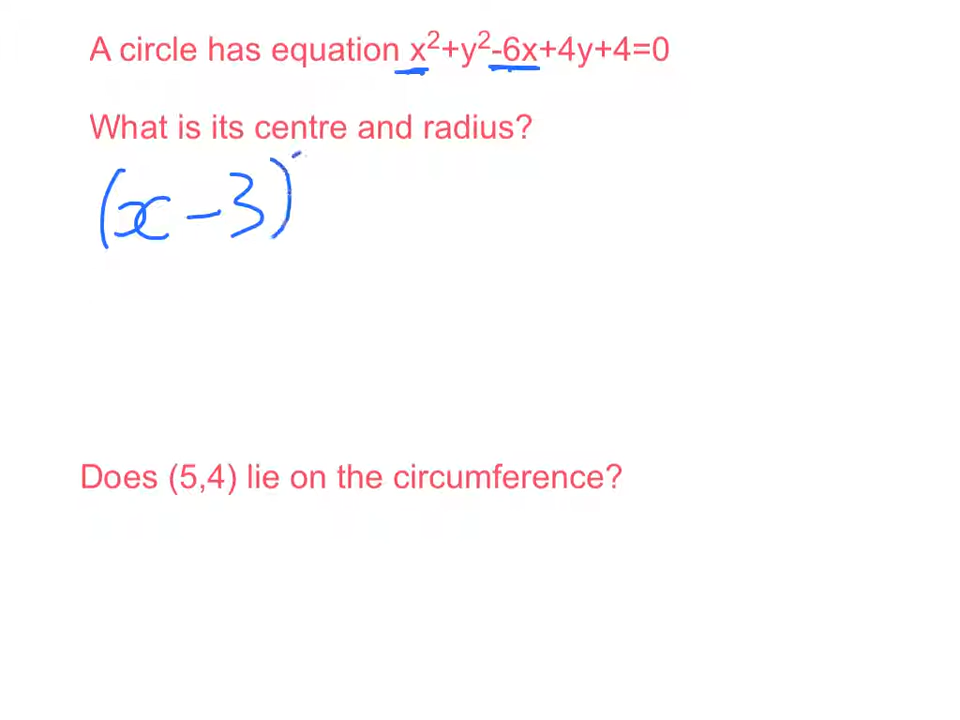 A circle has equation x²+y²-6x+4y+4=0
What is its centre and radius?
(x-3)
Does (5,4) lie on the circumference?